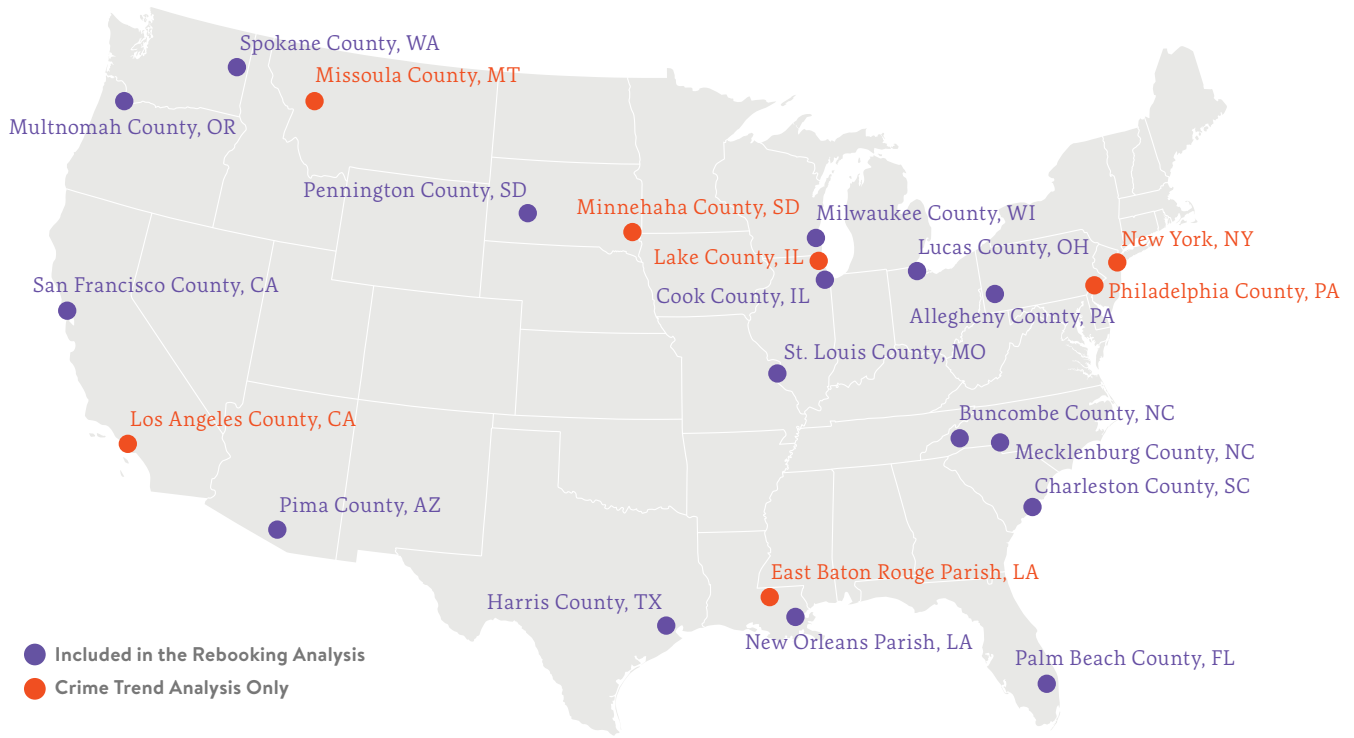 Spokane County, WA
Missoula County, MT
Multnomah County, OR
Pennington County, SD
Minnehaha County, SD
Milwaukee County, WI
Lucas County, OH
New York, NY
Lake County, IL
San Francisco County, CA
Cook County, IL
Philadelphia County, PA
Allegheny County, PA
St. Louis County, MO
Los Angeles County, CA
Buncombe County, NC
Mecklenburg County, NC
Charleston County, SC
Pima County, AZ
East Baton Rouge Parish, LA
Harris County, TX
New Orleans Parish, LA
Palm Beach County, FL
Included in the Rebooking Analysis
Crime Trend Analysis Only